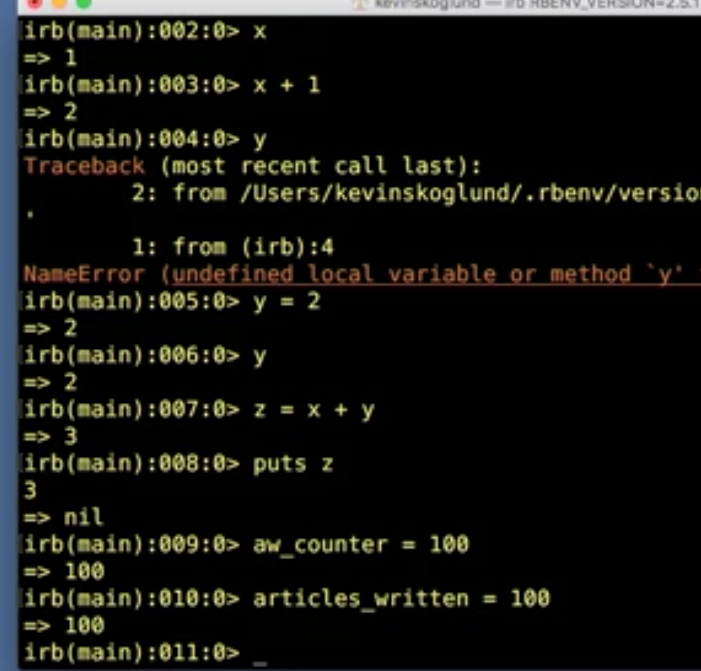 kevinskoglund — irb RBENV_VERSION=2.5.1
irb(main):002:0> x
=> 1
irb(main):003:0> x + 1
=> 2
irb(main):004:0> y
Traceback (most recent call last):
        2: from /Users/kevinskoglund/.rbenv/version
.
        1: from (irb):4
NameError (undefined local variable or method `y'
irb(main):005:0> y = 2
=> 2
irb(main):006:0> y
=> 2
irb(main):007:0> z = x + y
=> 3
irb(main):008:0> puts z
3
=> nil
irb(main):009:0> aw_counter = 100
=> 100
irb(main):010:0> articles_written = 100
=> 100
irb(main):011:0> _